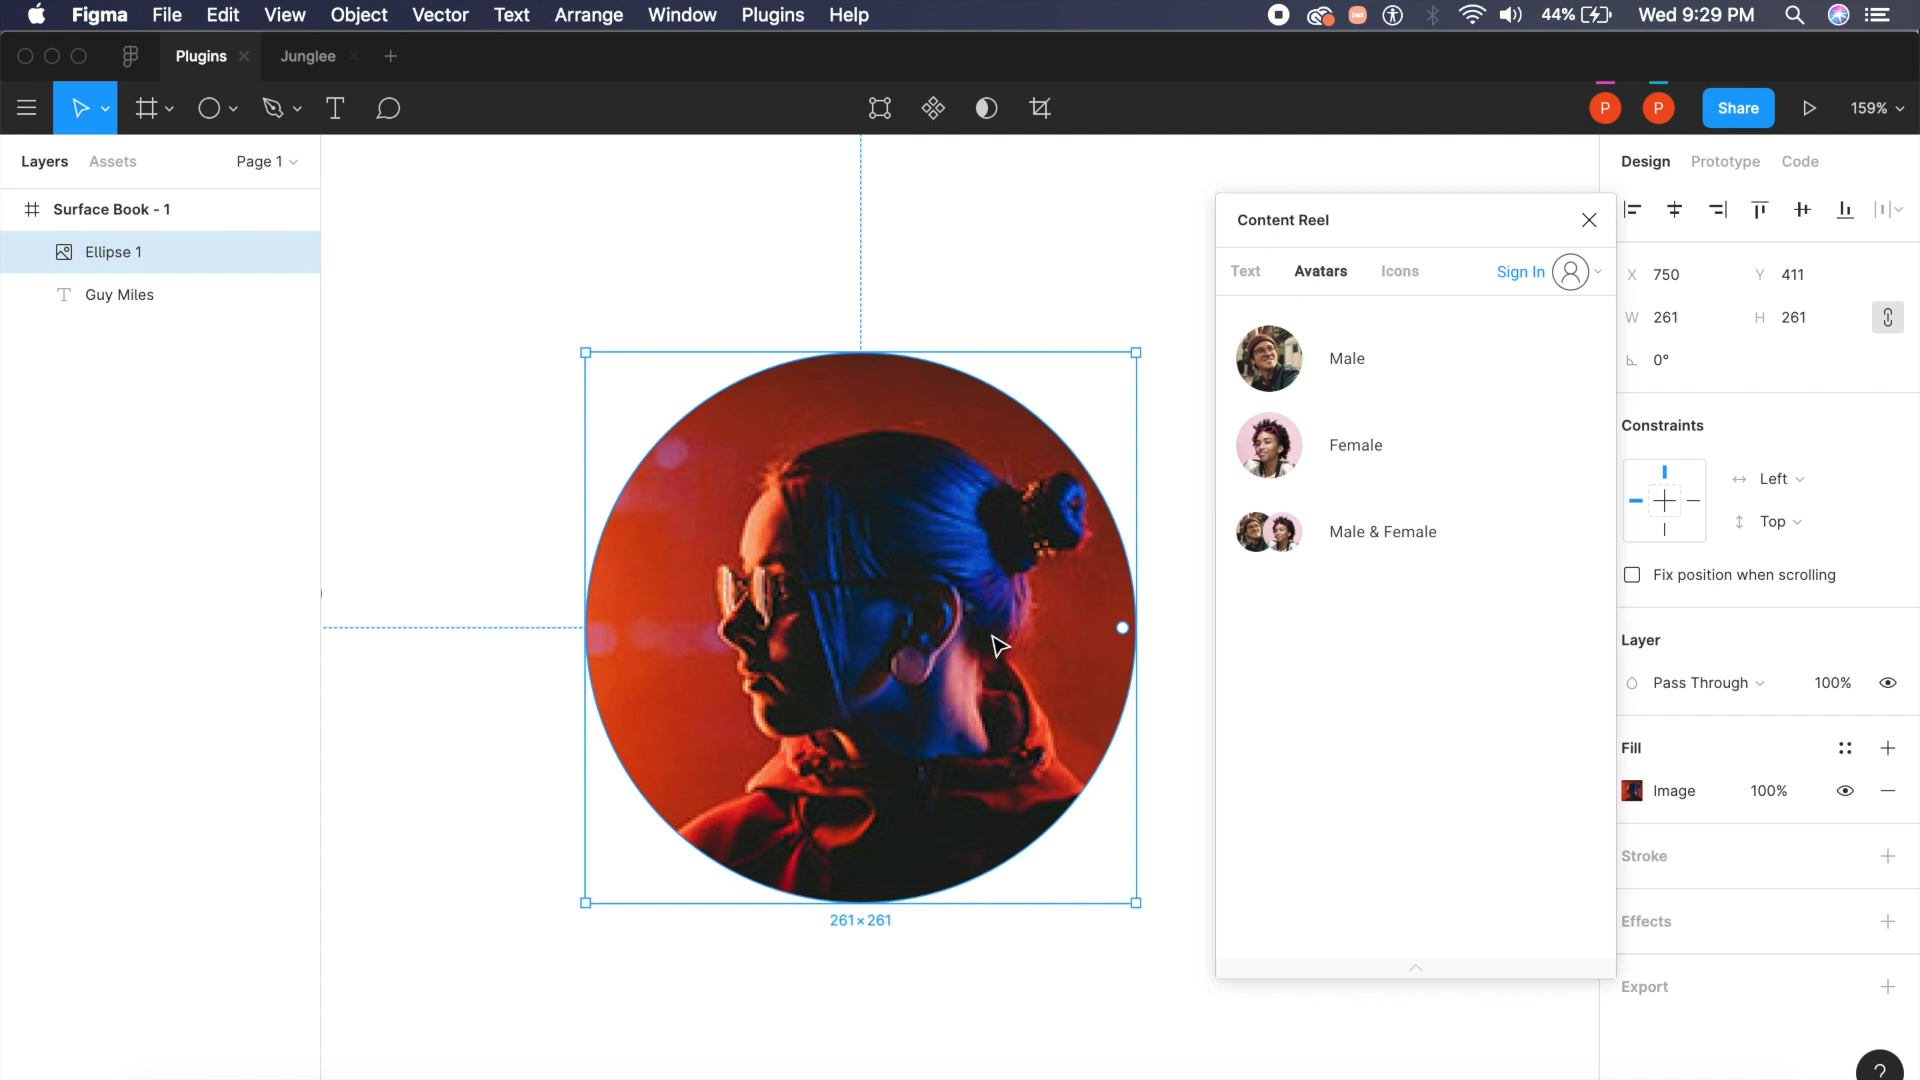 Figma File Edit View Object Vector Text Arrange Window Plugins Help 44% Wed 9:29 PM
Plugins Junglee
P P Share 159%
Layers Assets Page 1
Surface Book - 1
Ellipse 1
Guy Miles
261×261
Content Reel
Text Avatars Icons Sign In
Male
Female
Male & Female
Design Prototype Code
X 750 Y 411
W 261 H 261
0°
Constraints
Left
Top
Fix position when scrolling
Layer
Pass Through 100%
Fill
Image 100%
Stroke
Effects
Export
?